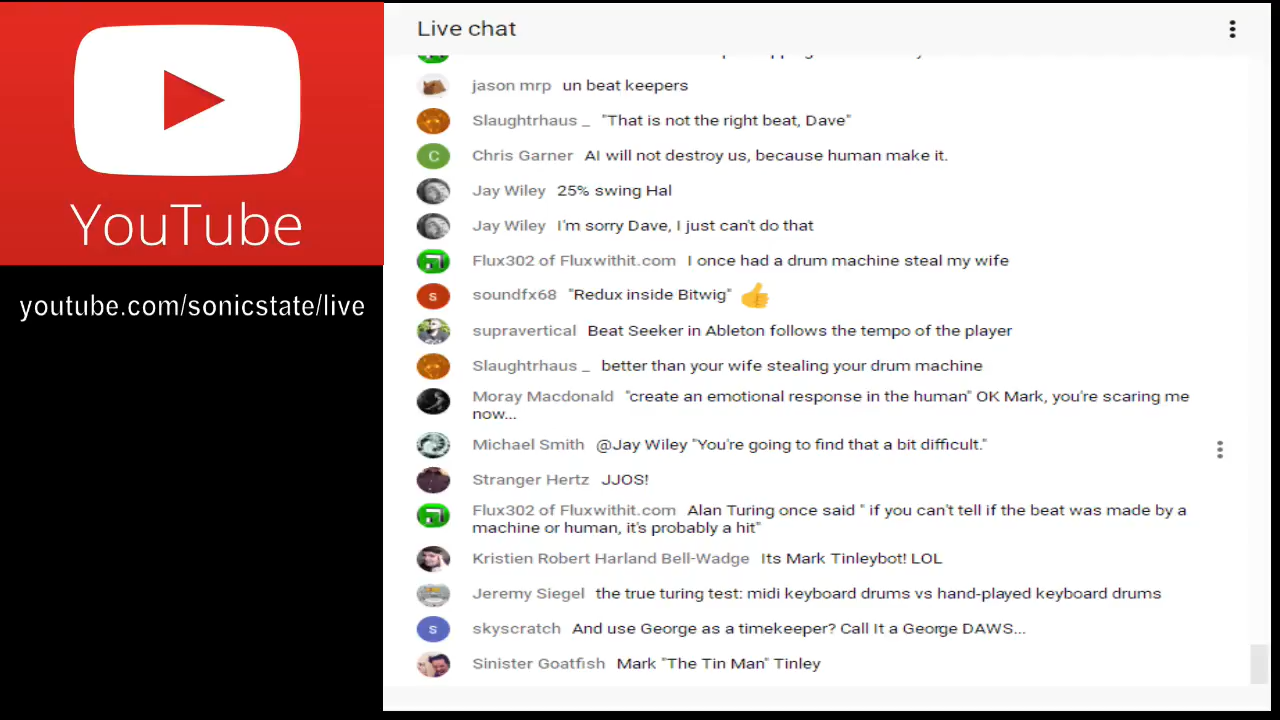 YouTube
youtube.com/sonicstate/live
Live chat
jason mrp un beat keepers
Slaughtrhaus _ "That is not the right beat, Dave"
C Chris Garner AI will not destroy us, because human make it.
Jay Wiley 25% swing Hal
Jay Wiley I'm sorry Dave, I just can't do that
Flux302 of Fluxwithit.com I once had a drum machine steal my wife
s soundfx68 "Redux inside Bitwig" 👍
supravertical Beat Seeker in Ableton follows the tempo of the player
Slaughtrhaus _ better than your wife stealing your drum machine
Moray Macdonald "create an emotional response in the human" OK Mark, you're scaring me
now...
Michael Smith @Jay Wiley "You're going to find that a bit difficult."
Stranger Hertz JJOS!
Flux302 of Fluxwithit.com Alan Turing once said " if you can't tell if the beat was made by a
machine or human, it's probably a hit"
Kristien Robert Harland Bell-Wadge Its Mark Tinleybot! LOL
Jeremy Siegel the true turing test: midi keyboard drums vs hand-played keyboard drums
s skyscratch And use George as a timekeeper? Call It a George DAWS...
Sinister Goatfish Mark "The Tin Man" Tinley